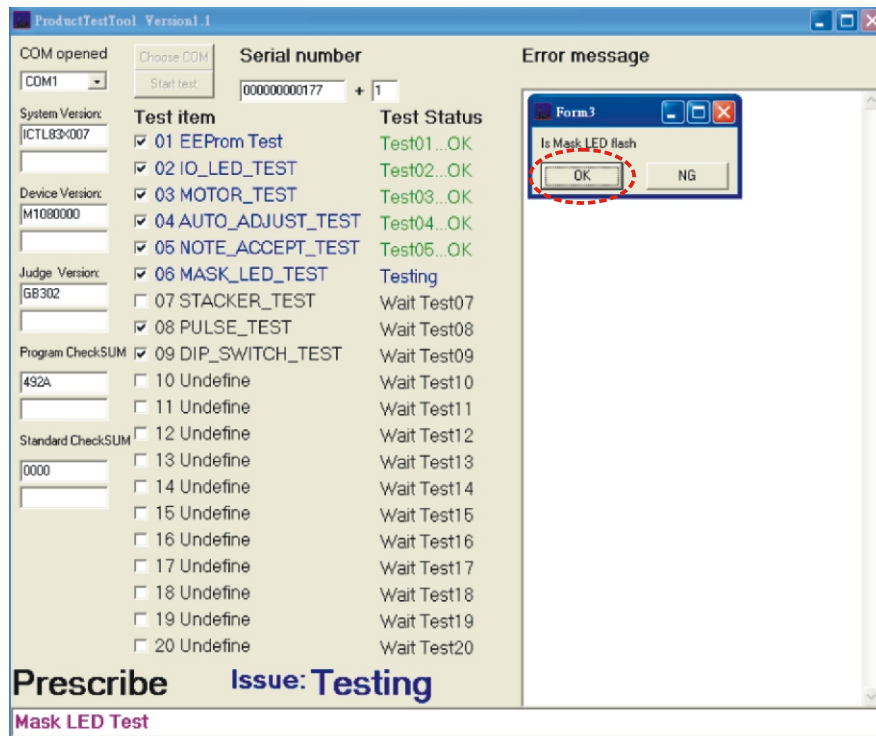 ProductTestTool Version1.1
COM opened
COM1
Choose COM
Start test
Serial number
000000000177 + 1
Error message
System Version:
ICTL83X007
Device Version:
M1080000
Judge Version:
GB302
Program CheckSUM
492A
Standard CheckSUM
0000
Test item Test Status
01 EEProm Test Test01...OK
02 IO_LED_TEST Test02...OK
03 MOTOR_TEST Test03...OK
04 AUTO_ADJUST_TEST Test04...OK
05 NOTE_ACCEPT_TEST Test05...OK
06 MASK_LED_TEST Testing
07 STACKER_TEST Wait Test07
08 PULSE_TEST Wait Test08
09 DIP_SWITCH_TEST Wait Test09
10 Undefine Wait Test10
11 Undefine Wait Test11
12 Undefine Wait Test12
13 Undefine Wait Test13
14 Undefine Wait Test14
15 Undefine Wait Test15
16 Undefine Wait Test16
17 Undefine Wait Test17
18 Undefine Wait Test18
19 Undefine Wait Test19
20 Undefine Wait Test20
Form3
Is Mask LED flash
OK NG
Prescribe Issue: Testing
Mask LED Test